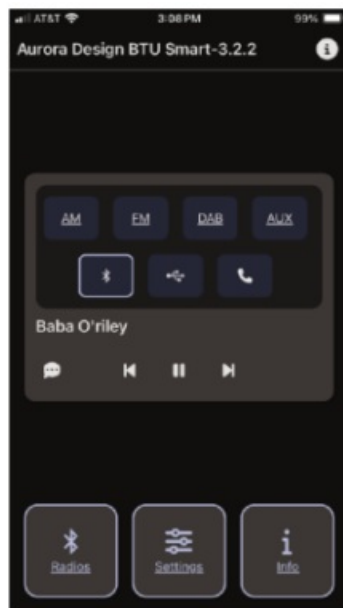 AT&T 3:08 PM 99%
Aurora Design BTU Smart-3.2.2
AM FM DAB AUX
Baba O'riley
Radios Settings Info